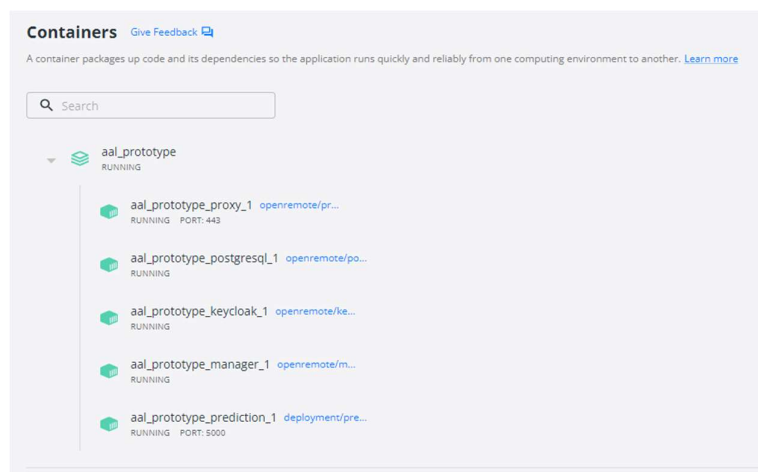 Containers Give Feedback
A container packages up code and its dependencies so the application runs quickly and reliably from one computing environment to another. Learn more
Search
aal_prototype
RUNNING
aal_prototype_proxy_1 openremote/pr...
RUNNING PORT: 443
aal_prototype_postgresql_1 openremote/po...
RUNNING
aal_prototype_keycloak_1 openremote/ke...
RUNNING
aal_prototype_manager_1 openremote/m...
RUNNING
aal_prototype_prediction_1 deployment/pre...
RUNNING PORT: 5000